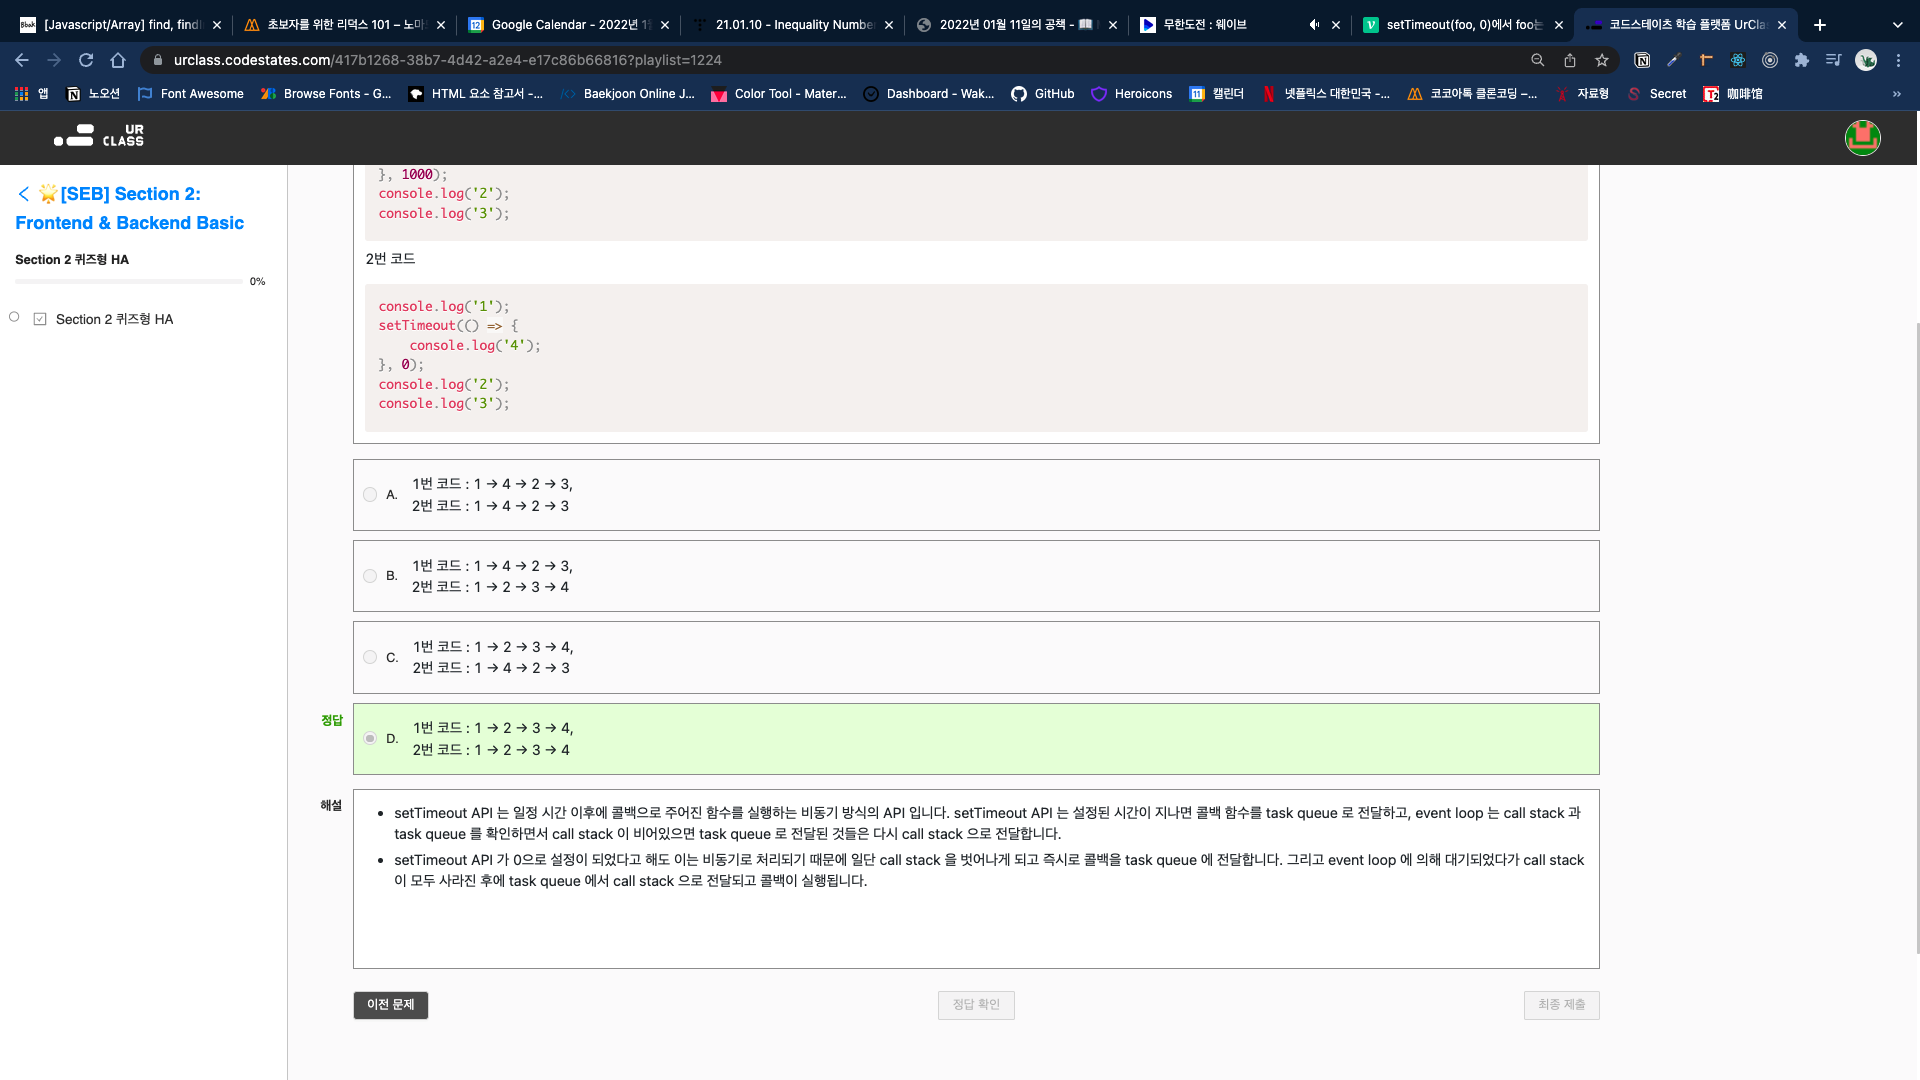 [Javascript/Array] find, findI
초보자를 위한 리덕스 101 – 노마
Google Calendar - 2022년 1
21.01.10 - Inequality Number
2022년 01월 11일의 공책 -
무한도전 : 웨이브
setTimeout(foo, 0)에서 foo는
코드스테이츠 학습 플랫폼 UrCla
urclass.codestates.com/417b1268-38b7-4d42-a2e4-e17c86b66816?playlist=1224
앱
노오션
Font Awesome
Browse Fonts - G...
HTML 요소 참고서 -...
Baekjoon Online J...
Color Tool - Mater...
Dashboard - Wak...
GitHub
Heroicons
캘린더
넷플릭스 대한민국 -...
코코아톡 클론코딩 –...
자료형
Secret
咖啡馆
UR
CLASS
[SEB] Section 2:
Frontend & Backend Basic
Section 2 퀴즈형 HA
0%
Section 2 퀴즈형 HA
}, 1000);
console.log('2');
console.log('3');
2번 코드
console.log('1');
setTimeout(() => {
console.log('4');
}, 0);
console.log('2');
console.log('3');
A.
1번 코드 : 1 → 4 → 2 → 3,
2번 코드 : 1 → 4 → 2 → 3
B.
1번 코드 : 1 → 4 → 2 → 3,
2번 코드 : 1 → 2 → 3 → 4
C.
1번 코드 : 1 → 2 → 3 → 4,
2번 코드 : 1 → 4 → 2 → 3
정답
D.
1번 코드 : 1 → 2 → 3 → 4,
2번 코드 : 1 → 2 → 3 → 4
해설
• setTimeout API 는 일정 시간 이후에 콜백으로 주어진 함수를 실행하는 비동기 방식의 API 입니다. setTimeout API 는 설정된 시간이 지나면 콜백 함수를 task queue 로 전달하고, event loop 는 call stack 과
task queue 를 확인하면서 call stack 이 비어있으면 task queue 로 전달된 것들은 다시 call stack 으로 전달합니다.
• setTimeout API 가 0으로 설정이 되었다고 해도 이는 비동기로 처리되기 때문에 일단 call stack 을 벗어나게 되고 즉시로 콜백을 task queue 에 전달합니다. 그리고 event loop 에 의해 대기되었다가 call stack
이 모두 사라진 후에 task queue 에서 call stack 으로 전달되고 콜백이 실행됩니다.
이전 문제
정답 확인
최종 제출